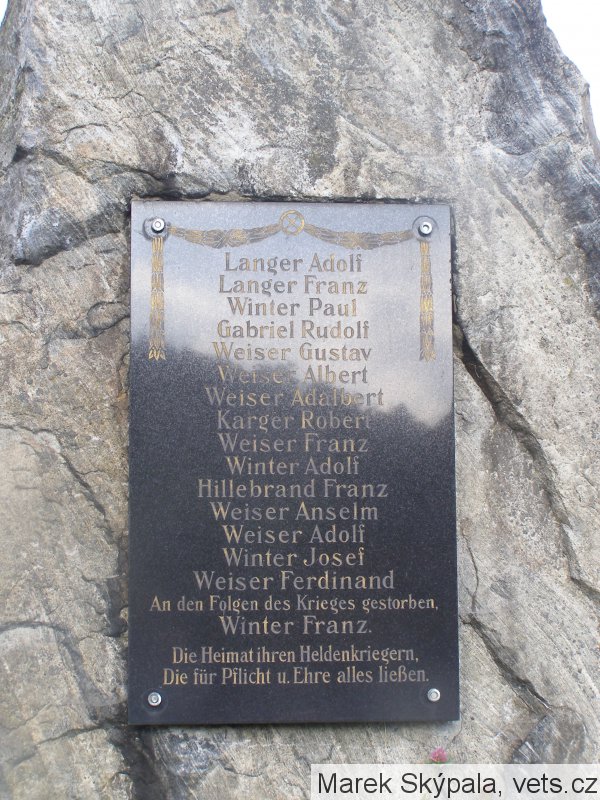 Langer Adolf
Langer Franz
Winter Paul
Gabriel Rudolf
Weiser Gustav
Weiser Albert
Weiser Adalbert
Karger Robert
Weiser Franz
Winter Adolf
Hillebrand Franz
Weiser Anselm
Weiser Adolf
Winter Josef
Weiser Ferdinand
An den Folgen des Krieges gestorben,
Winter Franz.
Die Heimat ihren Heldenkriegern,
Die für Pflicht u. Ehre alles ließen.
Marek Skýpala, vets.cz